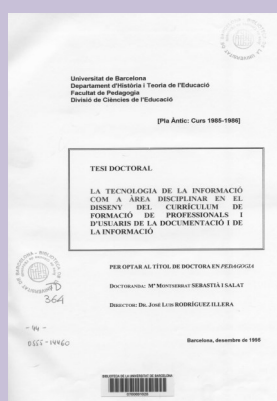 Universitat de Barcelona
Departament d'Història i Teoria de l'Educació
Facultat de Pedagogia
Divisió de Ciències de l'Educació
[Pla Antic: Curs 1985-1986]
TESI DOCTORAL
LA TECNOLOGIA DE LA INFORMACIÓ
COM A ÀREA DISCIPLINAR EN EL
DISSENY DEL CURRÍCULUM DE
FORMACIÓ DE PROFESSIONALS I
D'USUARIS DE LA DOCUMENTACIÓ I DE
LA INFORMACIÓ
PER OPTAR AL TÍTOL DE DOCTORA EN PEDAGOGIA
DOCTORANDA: Mª MONTSERRAT SEBASTIÀ I SALAT
DIRECTOR: DR. JOSÉ LUIS RODRÍGUEZ ILLERA
TD
364
- 44 -
Barcelona, desembre de 1998
BIBLIOTECA DE LA UNIVERSITAT DE BARCELONA